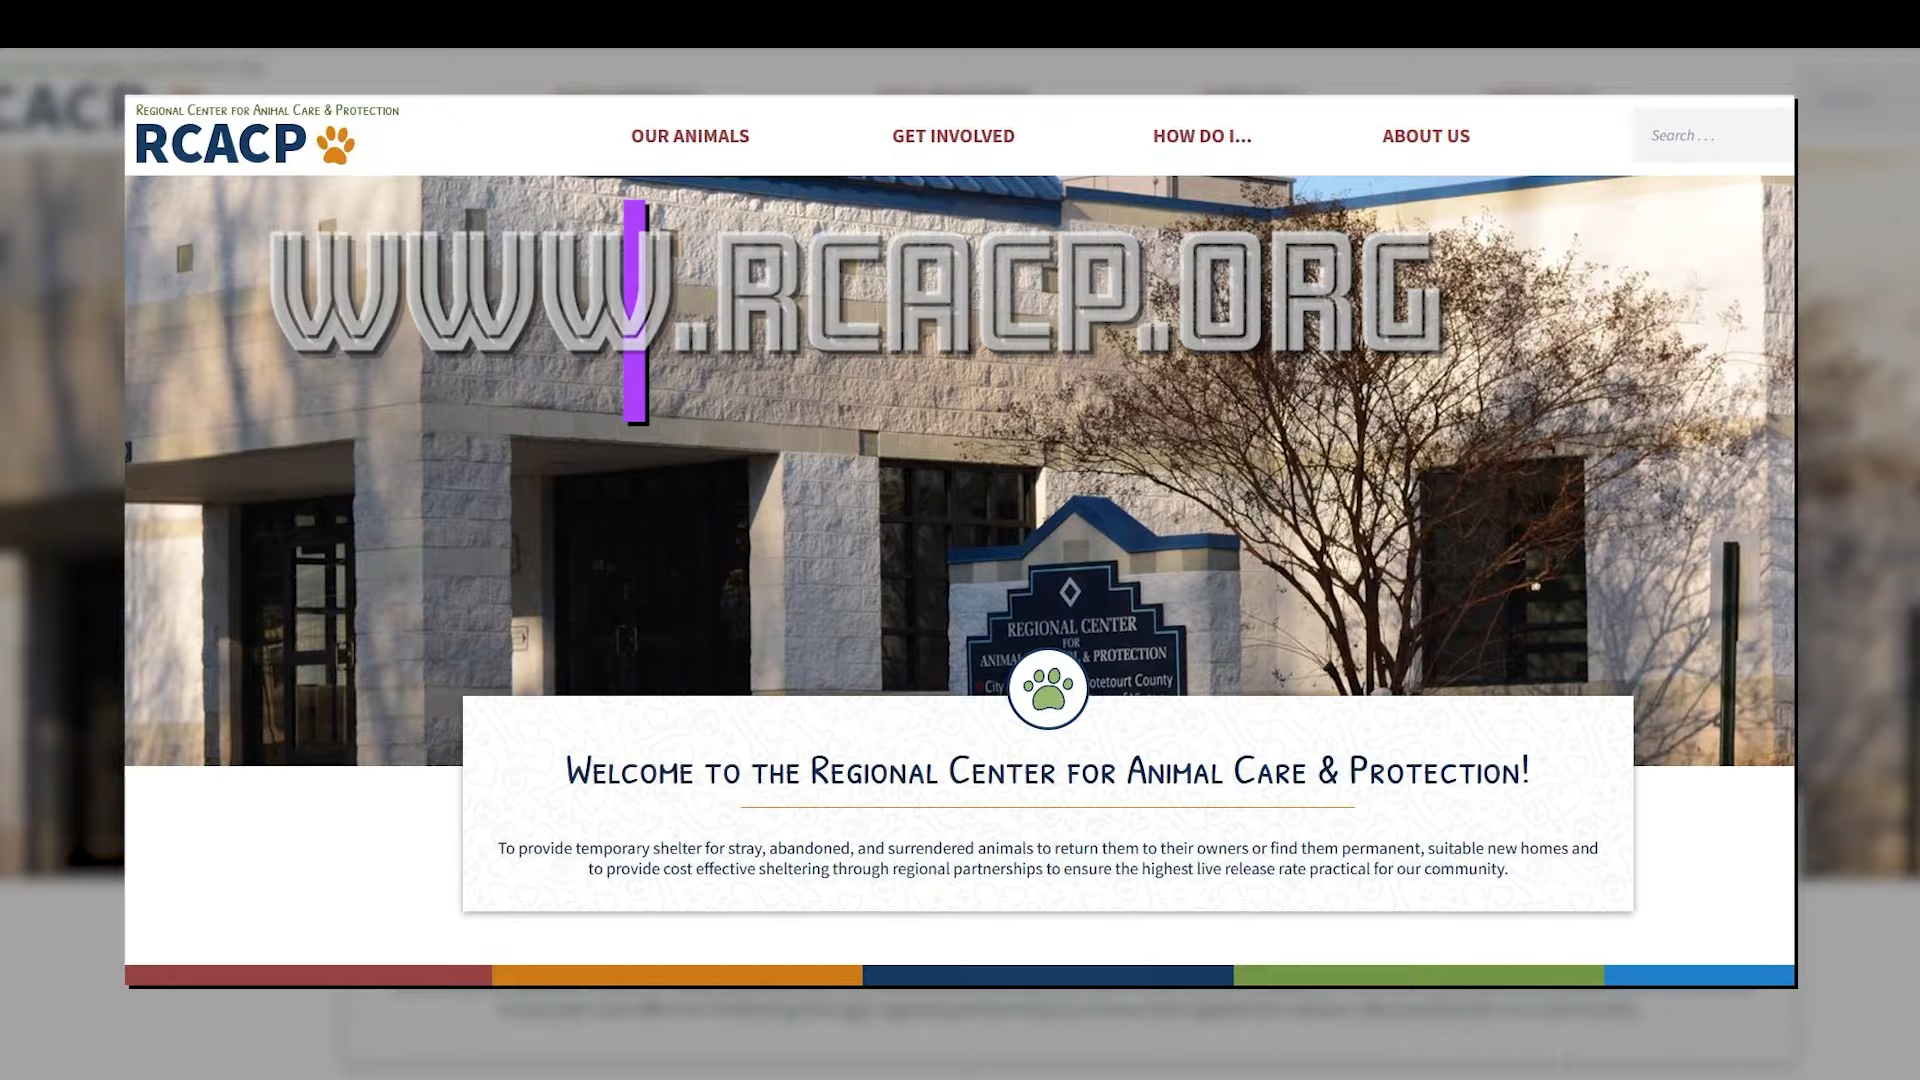 Regional Center for Animal Care & Protection
RCACP
OUR ANIMALS
GET INVOLVED
HOW DO I...
ABOUT US
Search . . .
WWW.RCACP.ORG
REGIONAL CENTER
FOR
& PROTECTION
City
County
Welcome to the Regional Center for Animal Care & Protection!
To provide temporary shelter for stray, abandoned, and surrendered animals to return them to their owners or find them permanent, suitable new homes and
to provide cost effective sheltering through regional partnerships to ensure the highest live release rate practical for our community.